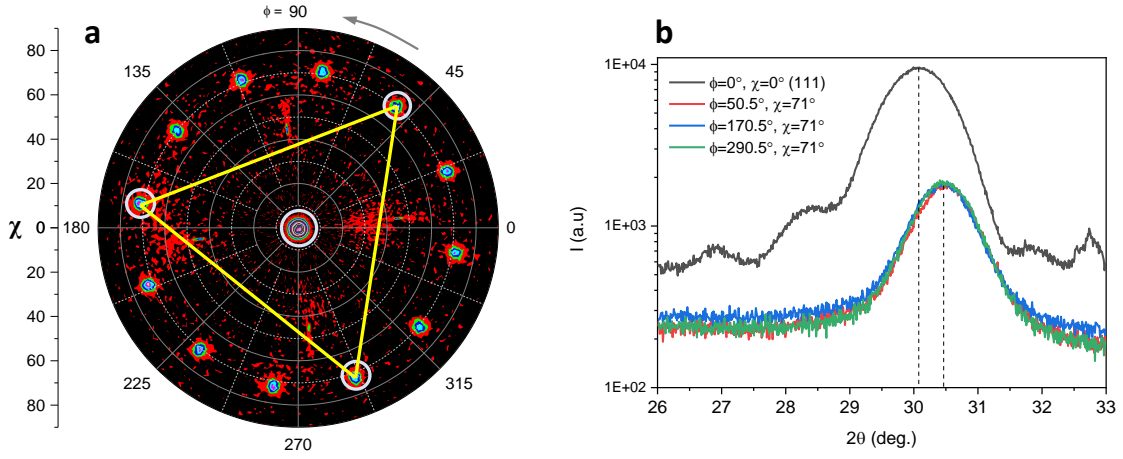 a
ϕ = 90
45
0
315
270
225
180
135
χ
80
60
40
20
0
20
40
60
80
b
1E+04
1E+03
1E+02
I (a.u)
ϕ=0°, χ=0° (111)
ϕ=50.5°, χ=71°
ϕ=170.5°, χ=71°
ϕ=290.5°, χ=71°
26 27 28 29 30 31 32 33
2θ (deg.)